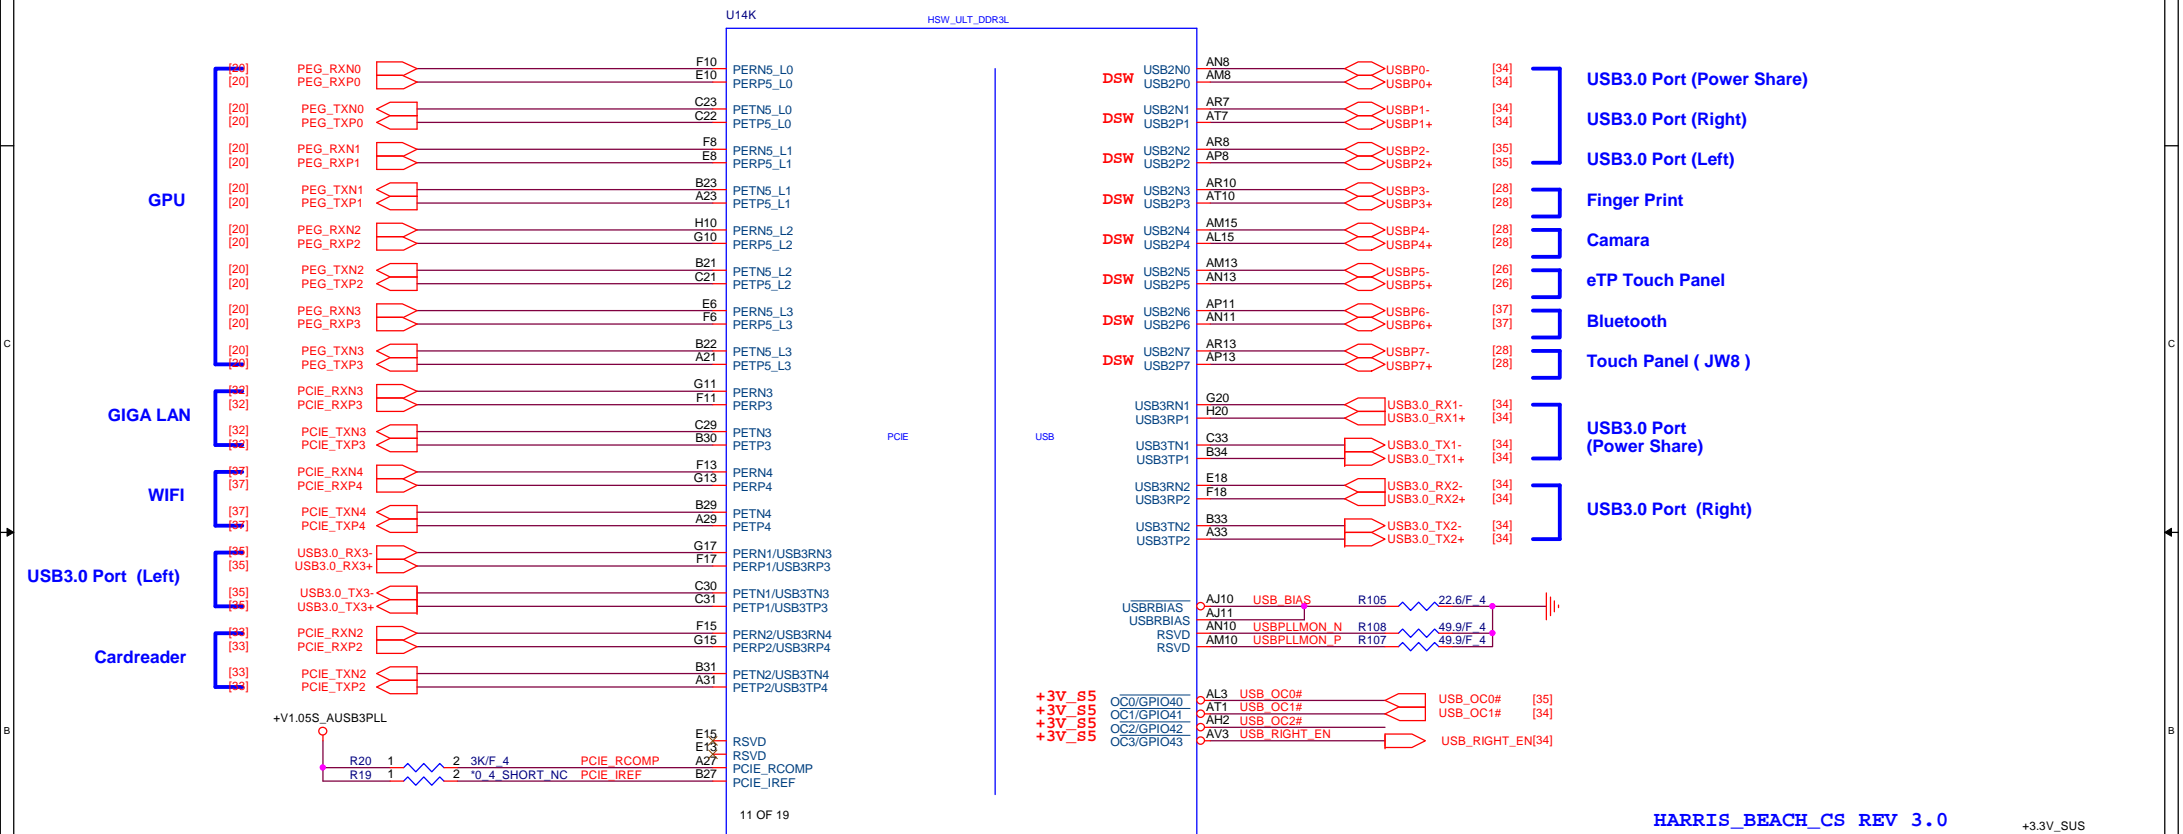 U14K
HSW_ULT_DDR3L
GPU
[20] PEG_RXN0 F10 PERN5_L0
[20] PEG_RXP0 E10 PERP5_L0
[20] PEG_TXN0 C23 PETN5_L0
[20] PEG_TXP0 C22 PETP5_L0
[20] PEG_RXN1 F8 PERN5_L1
[20] PEG_RXP1 E8 PERP5_L1
[20] PEG_TXN1 B23 PETN5_L1
[20] PEG_TXP1 A23 PETP5_L1
[20] PEG_RXN2 H10 PERN5_L2
[20] PEG_RXP2 G10 PERP5_L2
[20] PEG_TXN2 B21 PETN5_L2
[20] PEG_TXP2 C21 PETP5_L2
[20] PEG_RXN3 E6 PERN5_L3
[20] PEG_RXP3 F6 PERP5_L3
[20] PEG_TXN3 B22 PETN5_L3
[20] PEG_TXP3 A21 PETP5_L3
GIGA LAN
[32] PCIE_RXN3 G11 PERN3
[32] PCIE_RXP3 F11 PERP3
[32] PCIE_TXN3 C29 PETN3
[32] PCIE_TXP3 B30 PETP3
WIFI
[37] PCIE_RXN4 F13 PERN4
[37] PCIE_RXP4 G13 PERP4
[37] PCIE_TXN4 B29 PETN4
[37] PCIE_TXP4 A29 PETP4
USB3.0 Port (Left)
[35] USB3.0_RX3- G17 PERN1/USB3RN3
[35] USB3.0_RX3+ F17 PERP1/USB3RP3
[35] USB3.0_TX3- C30 PETN1/USB3TN3
[35] USB3.0_TX3+ C31 PETP1/USB3TP3
Cardreader
[33] PCIE_RXN2 F15 PERN2/USB3RN4
[33] PCIE_RXP2 G15 PERP2/USB3RP4
[33] PCIE_TXN2 B31 PETN2/USB3TN4
[33] PCIE_TXP2 A31 PETP2/USB3TP4
+V1.05S_AUSB3PLL
E15 RSVD
E13 RSVD
R20 1 2 3K/F_4 PCIE_RCOMP A27 PCIE_RCOMP
R19 1 2 *0_4_SHORT_NC PCIE_IREF B27 PCIE_IREF
11 OF 19
PCIE
USB
DSW USB2N0 AN8 USBP0- [34]
USB2P0 AM8 USBP0+ [34]
USB3.0 Port (Power Share)
DSW USB2N1 AR7 USBP1- [34]
USB2P1 AT7 USBP1+ [34]
USB3.0 Port (Right)
DSW USB2N2 AR8 USBP2- [35]
USB2P2 AP8 USBP2+ [35]
USB3.0 Port (Left)
DSW USB2N3 AR10 USBP3- [28]
USB2P3 AT10 USBP3+ [28]
Finger Print
DSW USB2N4 AM15 USBP4- [28]
USB2P4 AL15 USBP4+ [28]
Camara
DSW USB2N5 AM13 USBP5- [26]
USB2P5 AN13 USBP5+ [26]
eTP Touch Panel
DSW USB2N6 AP11 USBP6- [37]
USB2P6 AN11 USBP6+ [37]
Bluetooth
DSW USB2N7 AR13 USBP7- [28]
USB2P7 AP13 USBP7+ [28]
Touch Panel ( JW8 )
USB3RN1 G20 USB3.0_RX1- [34]
USB3RP1 H20 USB3.0_RX1+ [34]
USB3TN1 C33 USB3.0_TX1- [34]
USB3TP1 B34 USB3.0_TX1+ [34]
USB3.0 Port
(Power Share)
USB3RN2 E18 USB3.0_RX2- [34]
USB3RP2 F18 USB3.0_RX2+ [34]
USB3TN2 B33 USB3.0_TX2- [34]
USB3TP2 A33 USB3.0_TX2+ [34]
USB3.0 Port (Right)
USBRBIAS AJ10 USB_BIAS R105 22.6/F_4
USBRBIAS AJ11
RSVD AN10 USBPLLMON_N R108 49.9/F_4
RSVD AM10 USBPLLMON_P R107 49.9/F_4
+3V_S5 OC0/GPIO40 AL3 USB_OC0# USB_OC0# [35]
+3V_S5 OC1/GPIO41 AT1 USB_OC1# USB_OC1# [34]
+3V_S5 OC2/GPIO42 AH2 USB_OC2#
+3V_S5 OC3/GPIO43 AV3 USB_RIGHT_EN USB_RIGHT_EN[34]
C
C
B
B
HARRIS_BEACH_CS REV 3.0
+3.3V_SUS